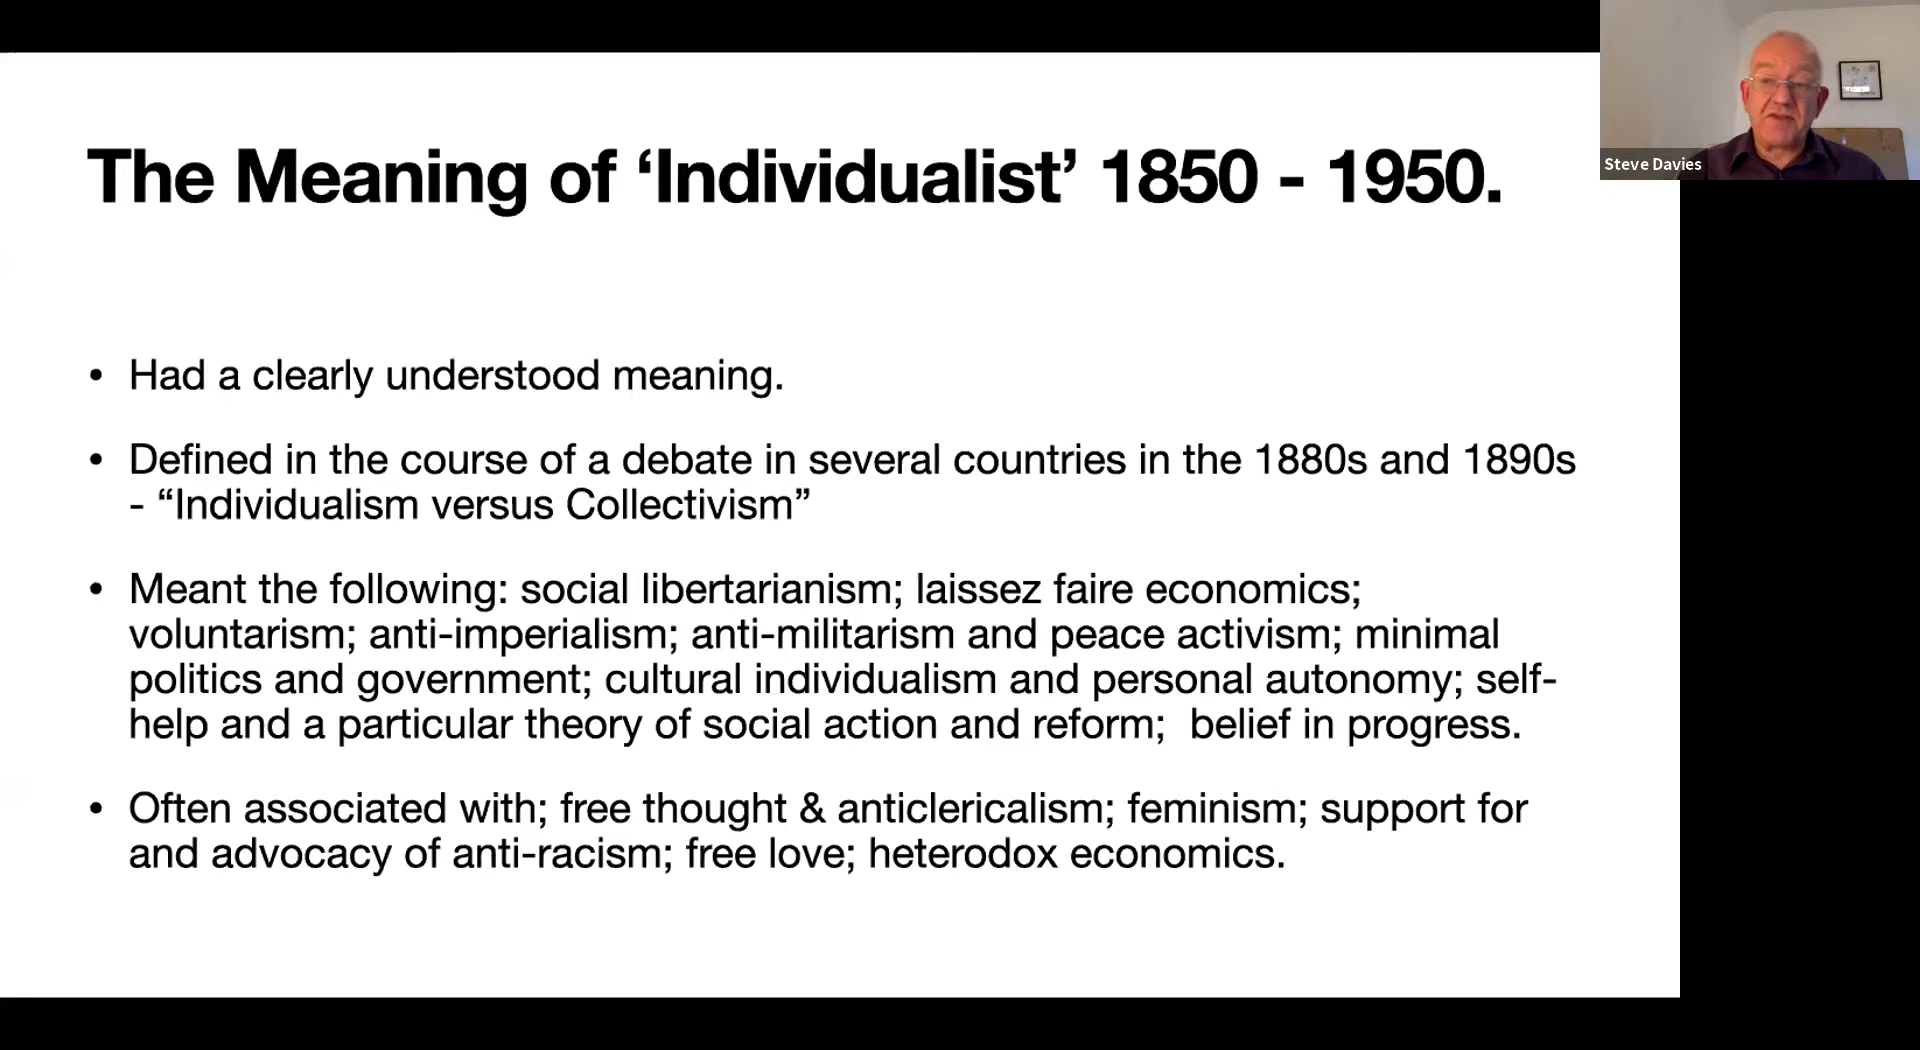 The Meaning of ‘Individualist’ 1850 - 1950.
Steve Davies
• Had a clearly understood meaning.
• Defined in the course of a debate in several countries in the 1880s and 1890s
- “Individualism versus Collectivism”
• Meant the following: social libertarianism; laissez faire economics;
voluntarism; anti-imperialism; anti-militarism and peace activism; minimal
politics and government; cultural individualism and personal autonomy; self-
help and a particular theory of social action and reform;  belief in progress.
• Often associated with; free thought & anticlericalism; feminism; support for
and advocacy of anti-racism; free love; heterodox economics.